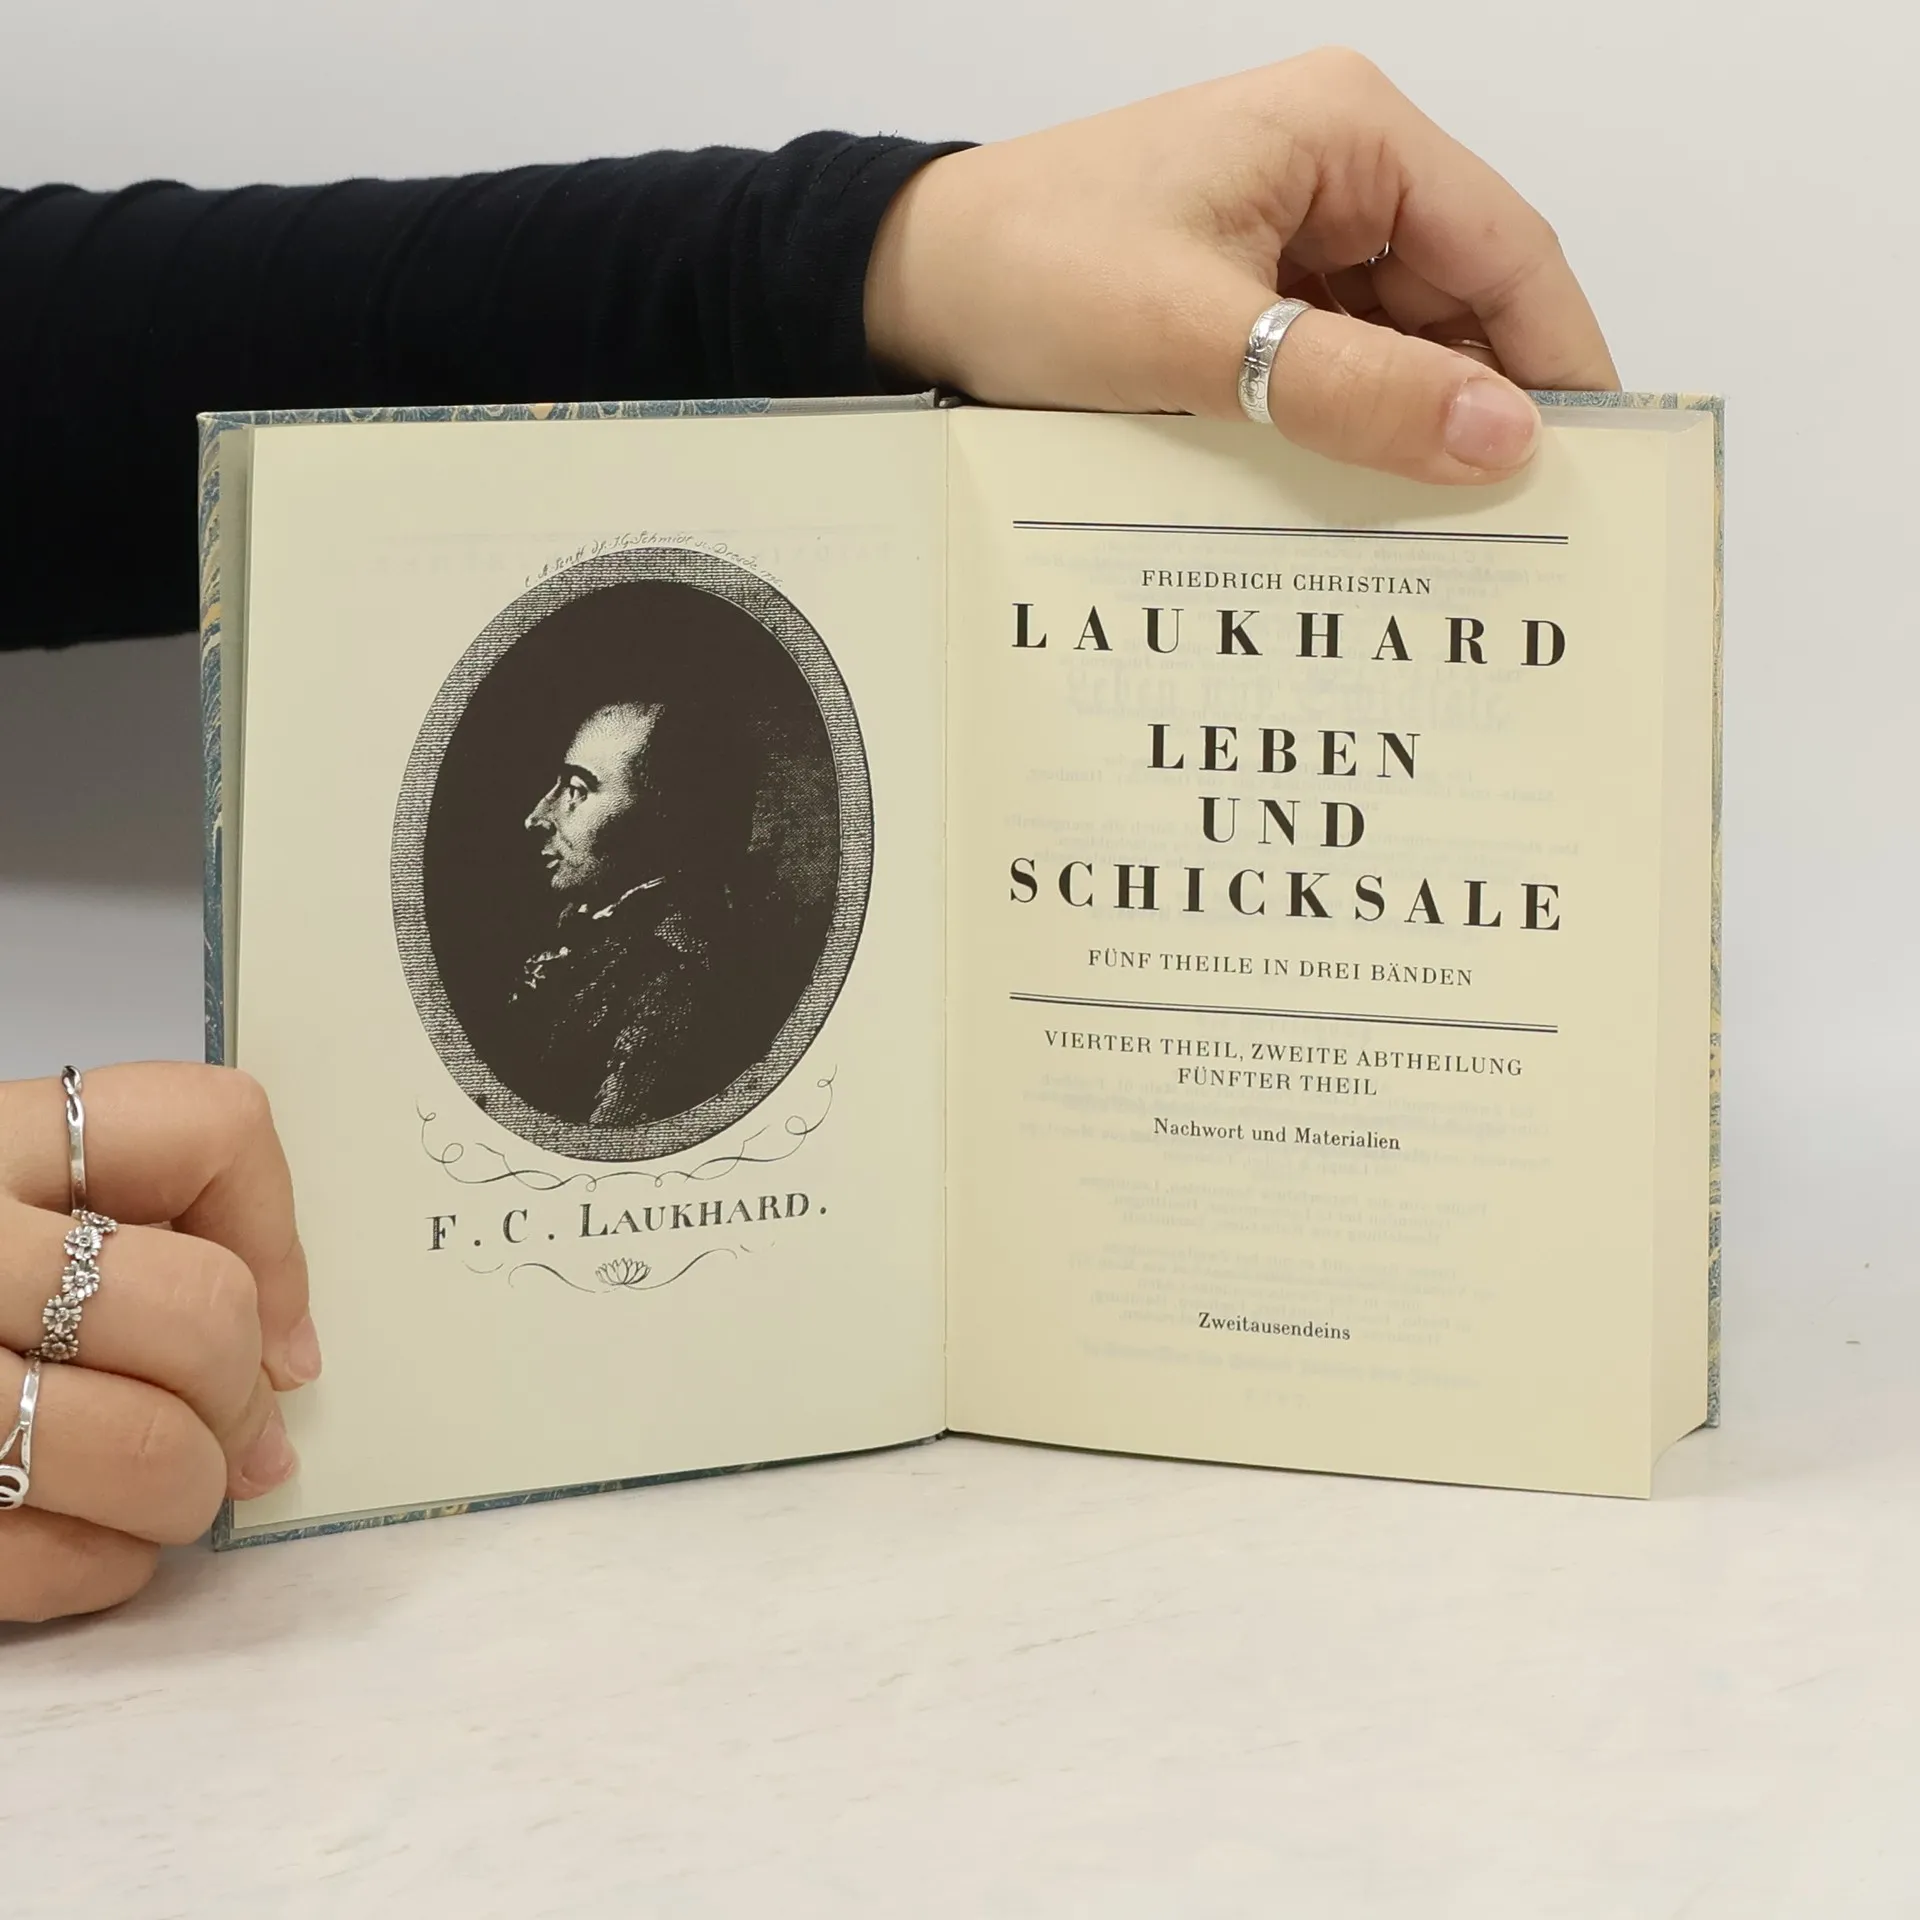 F. C. LAUKHARD.
FRIEDRICH CHRISTIAN
LAUKHARD
LEBEN
UND
SCHICKSALE
FÜNF THEILE IN DREI BÄNDEN
VIERTER THEIL, ZWEITE ABTHEILUNG
FÜNFTER THEIL
Nachwort und Materialien
Zweitausendeins